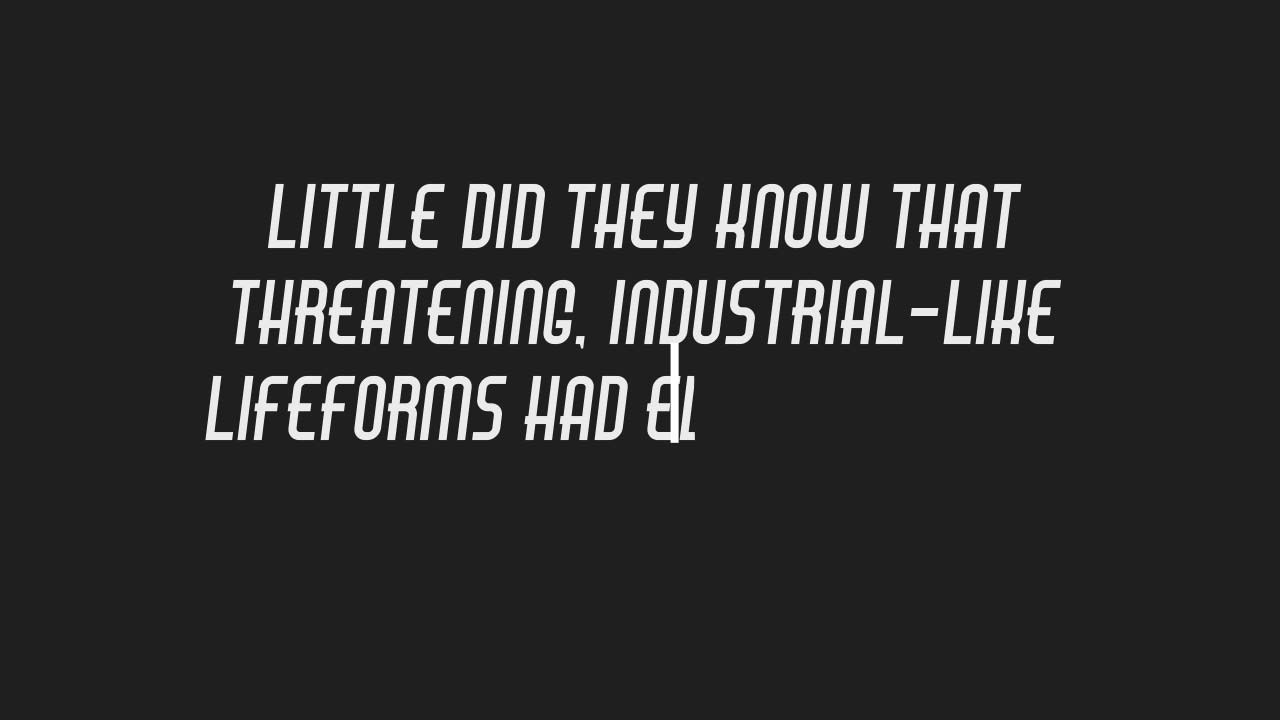 LITTLE DID THEY KNOW THAT
THREATENING, INDUSTRIAL-LIKE
LIFEFORMS HAD